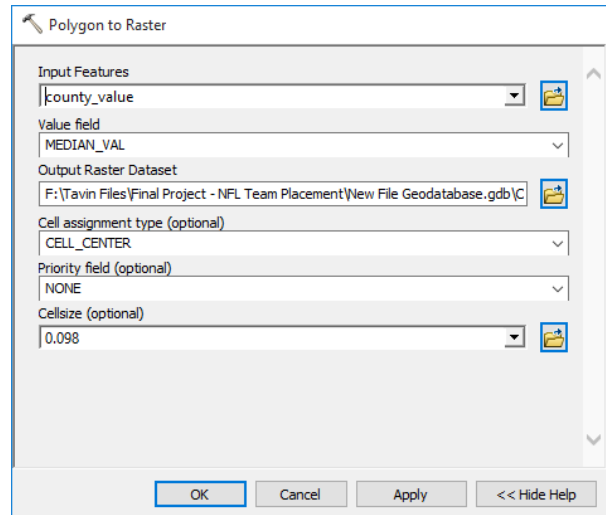 Polygon to Raster
Input Features
county_value
Value field
MEDIAN_VAL
Output Raster Dataset
F:\Tavin Files\Final Project - NFL Team Placement\New File Geodatabase.gdb\C
Cell assignment type (optional)
CELL_CENTER
Priority field (optional)
NONE
Cellsize (optional)
0.098
OK Cancel Apply << Hide Help